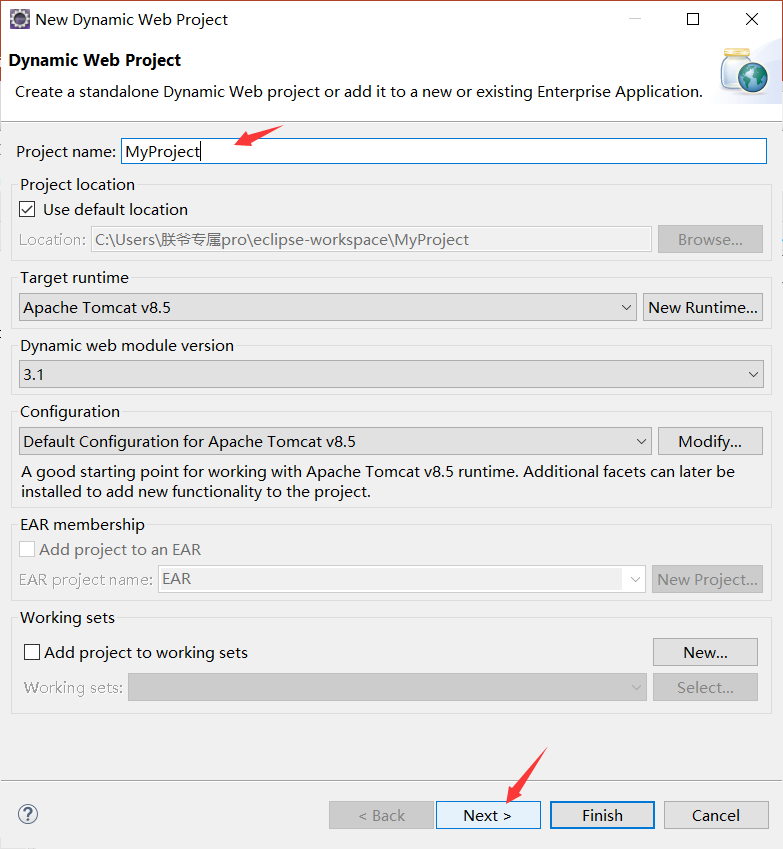 New Dynamic Web Project
Dynamic Web Project
Create a standalone Dynamic Web project or add it to a new or existing Enterprise Application.
Project name: MyProject
Project location
Use default location
Location: C:\Users\朕爷专属pro\eclipse-workspace\MyProject Browse...
Target runtime
Apache Tomcat v8.5 New Runtime...
Dynamic web module version
3.1
Configuration
Default Configuration for Apache Tomcat v8.5 Modify...
A good starting point for working with Apache Tomcat v8.5 runtime. Additional facets can later be
installed to add new functionality to the project.
EAR membership
Add project to an EAR
EAR project name: EAR New Project...
Working sets
Add project to working sets New...
Working sets: Select...
? < Back Next > Finish Cancel